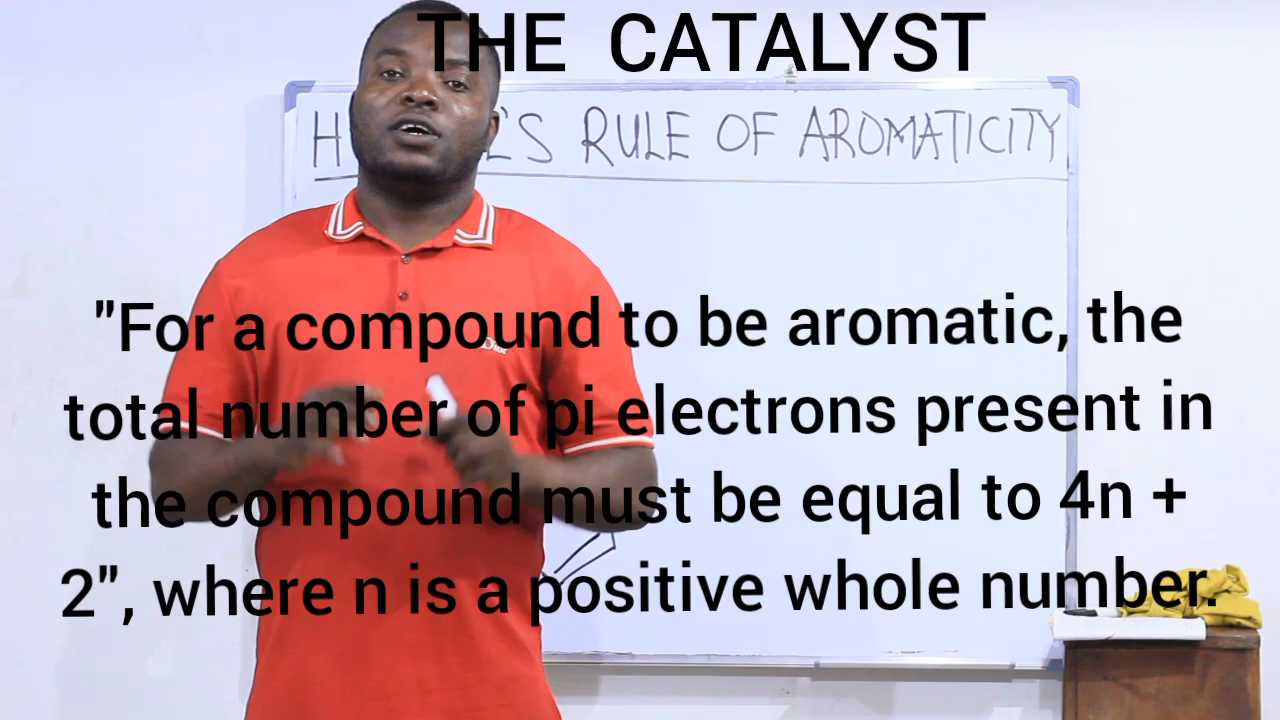 THE CATALYST
H L'S RULE OF AROMATICITY
"For a compound to be aromatic, the
Dior
total number of pi electrons present in
the compound must be equal to 4n +
2", where n is a positive whole number.